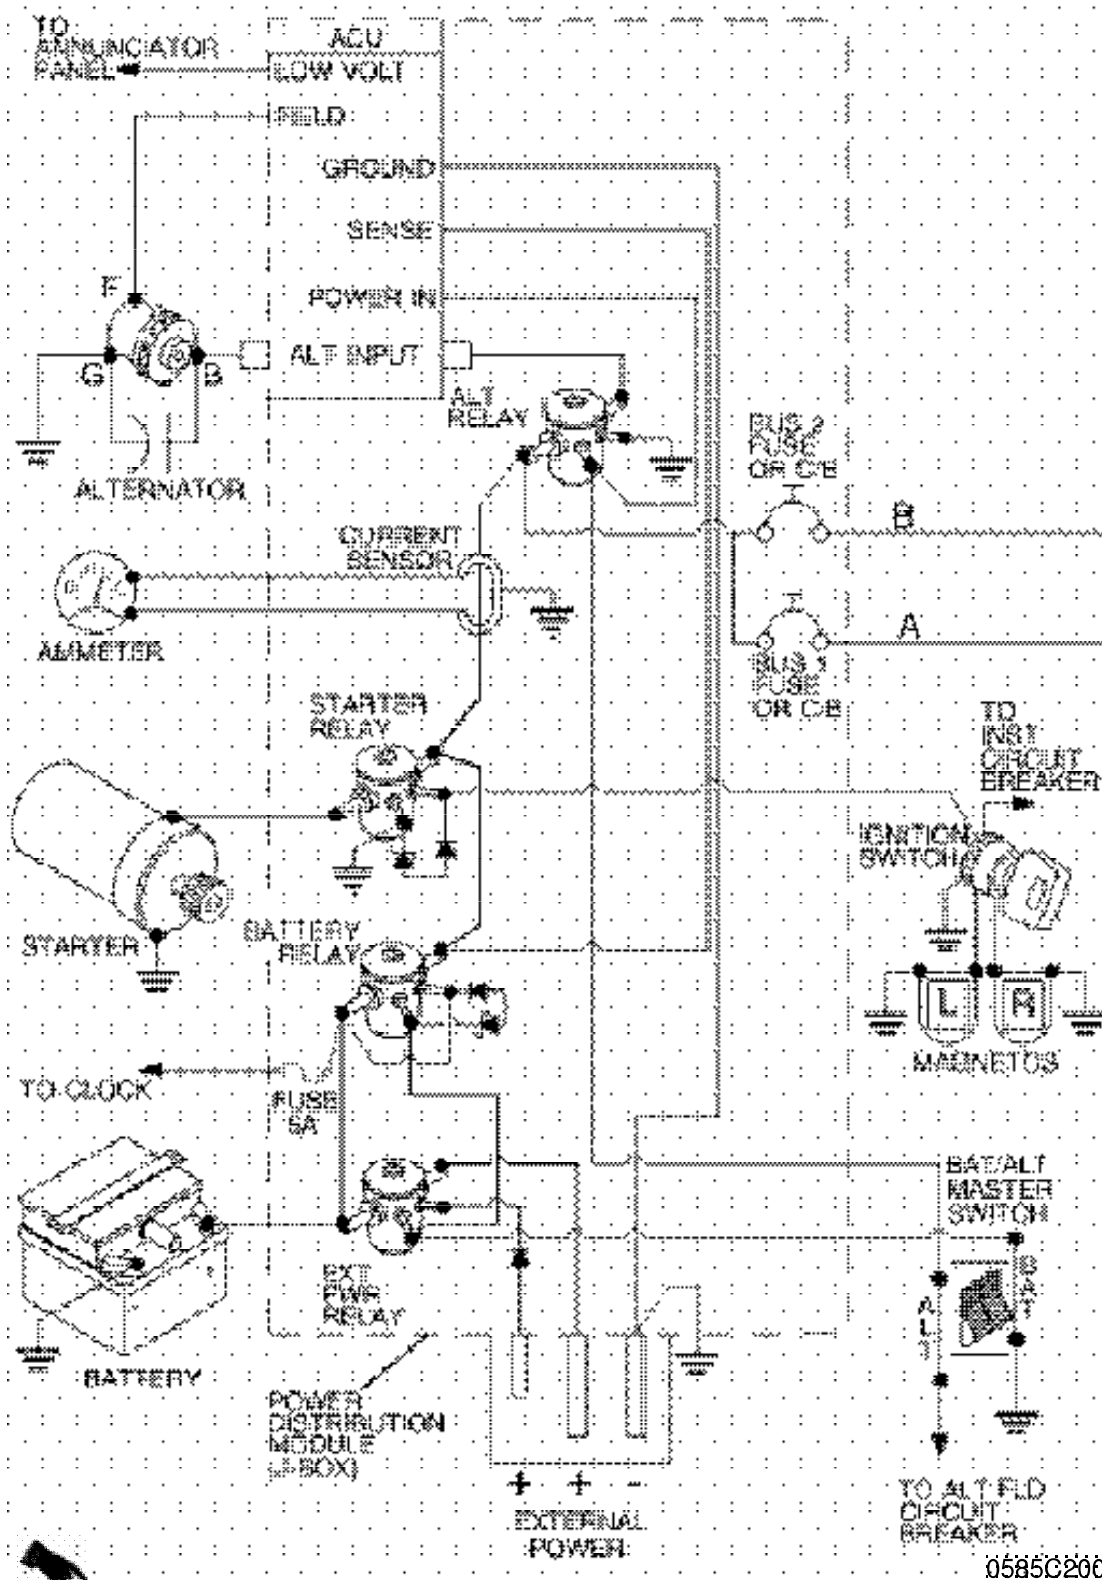 TO
ANNUNCIATOR
PANEL
ACU
LOW VOLT
FIELD
GROUND
SENSE
POWER IN
F
G
B
ALT INPUT
ALT
RELAY
BUS 2
FUSE
OR C/B
ALTERNATOR
B
CURRENT
SENSOR
AMMETER
A
BUS 1
FUSE
OR C/B
STARTER
RELAY
TO
INST
CIRCUIT
BREAKER
IGNITION
SWITCH
STARTER
BATTERY
RELAY
L
R
MAGNETOS
TO CLOCK
FUSE
5A
BAT/ALT
MASTER
SWITCH
BAT
ALT
EXT
PWR
RELAY
BATTERY
POWER
DISTRIBUTION
MODULE
(J-BOX)
+ + -
EXTERNAL
POWER
TO ALT FLD
CIRCUIT
BREAKER